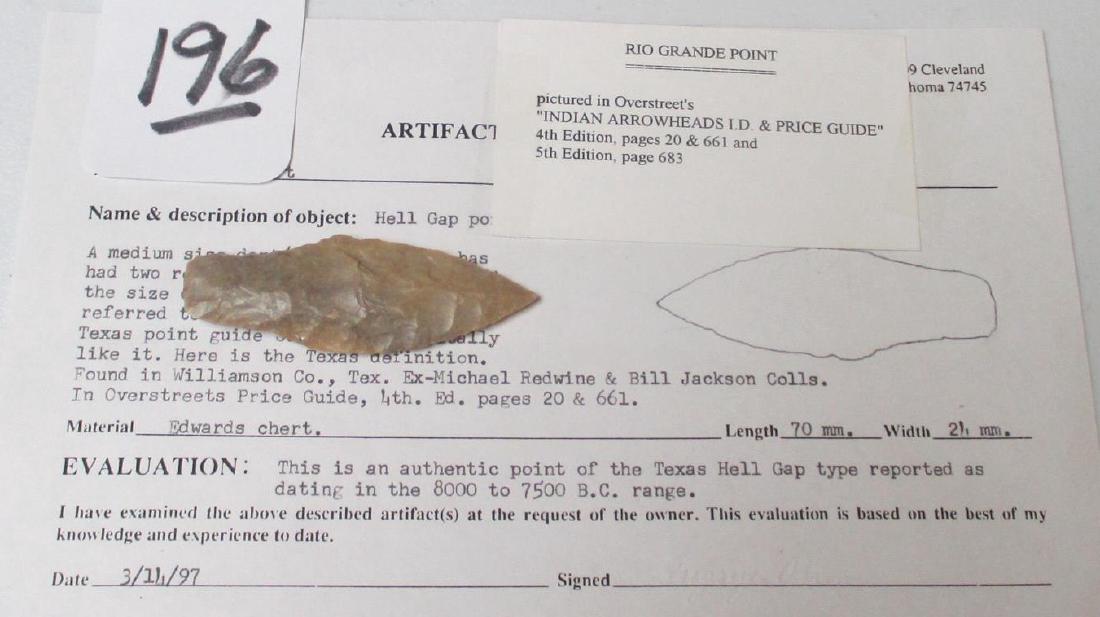 196
RIO GRANDE POINT
pictured in Overstreet's
"INDIAN ARROWHEADS I.D. & PRICE GUIDE"
4th Edition, pages 20 & 661 and
5th Edition, page 683
9 Cleveland
homa 74745
ARTIFACT
Name & description of object: Hell Gap po
A medium has
had two
the size
referred
Texas point guide
like it. Here is the Texas definition.
Found in Williamson Co., Tex. Ex-Michael Redwine & Bill Jackson Colls.
In Overstreets Price Guide, 4th. Ed. pages 20 & 661.
Material Edwards chert. Length 70 mm. Width 24 mm.
EVALUATION: This is an authentic point of the Texas Hell Gap type reported as
dating in the 8000 to 7500 B.C. range.
I have examined the above described artifact(s) at the request of the owner. This evaluation is based on the best of my
knowledge and experience to date.
Date 3/14/97 Signed